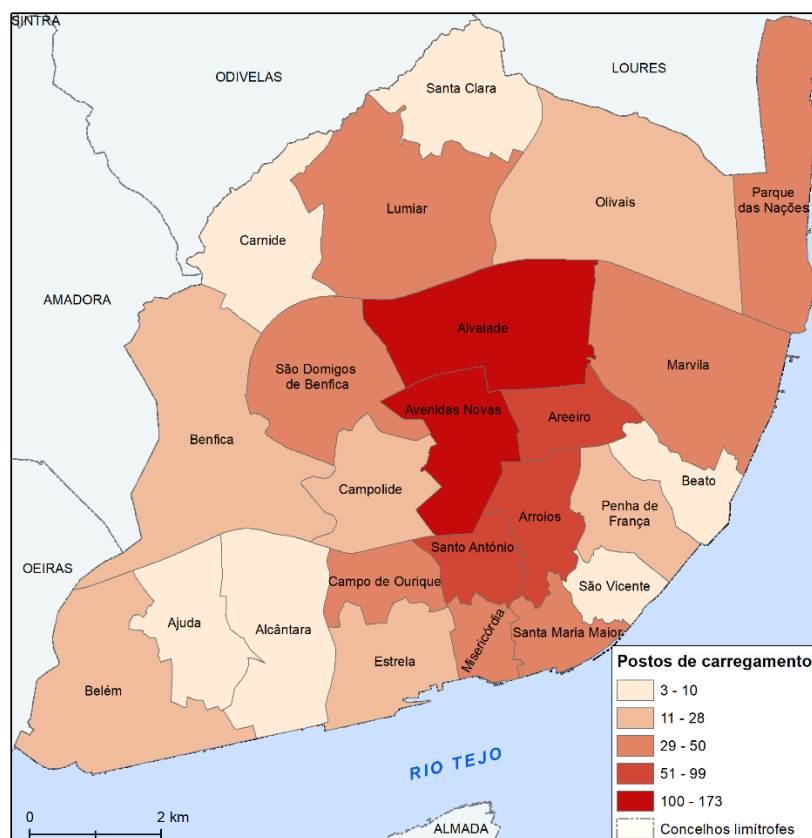 SINTRA
ODIVELAS
LOURES
Santa Clara
Parque
das Nações
Olivais
Lumiar
Carnide
AMADORA
Alvalade
Marvila
São Domigos
de Benfica
Avenidas Novas
Areeiro
Benfica
Campolide
Beato
Penha de
França
Arroios
Santo António
OEIRAS
Campo de Ourique
São Vicente
Ajuda
Alcântara
Misericórdia
Santa Maria Maior
Estrela
Belém
RIO TEJO
ALMADA
0
2 km
Postos de carregamento
3 - 10
11 - 28
29 - 50
51 - 99
100 - 173
Concelhos limítrofes